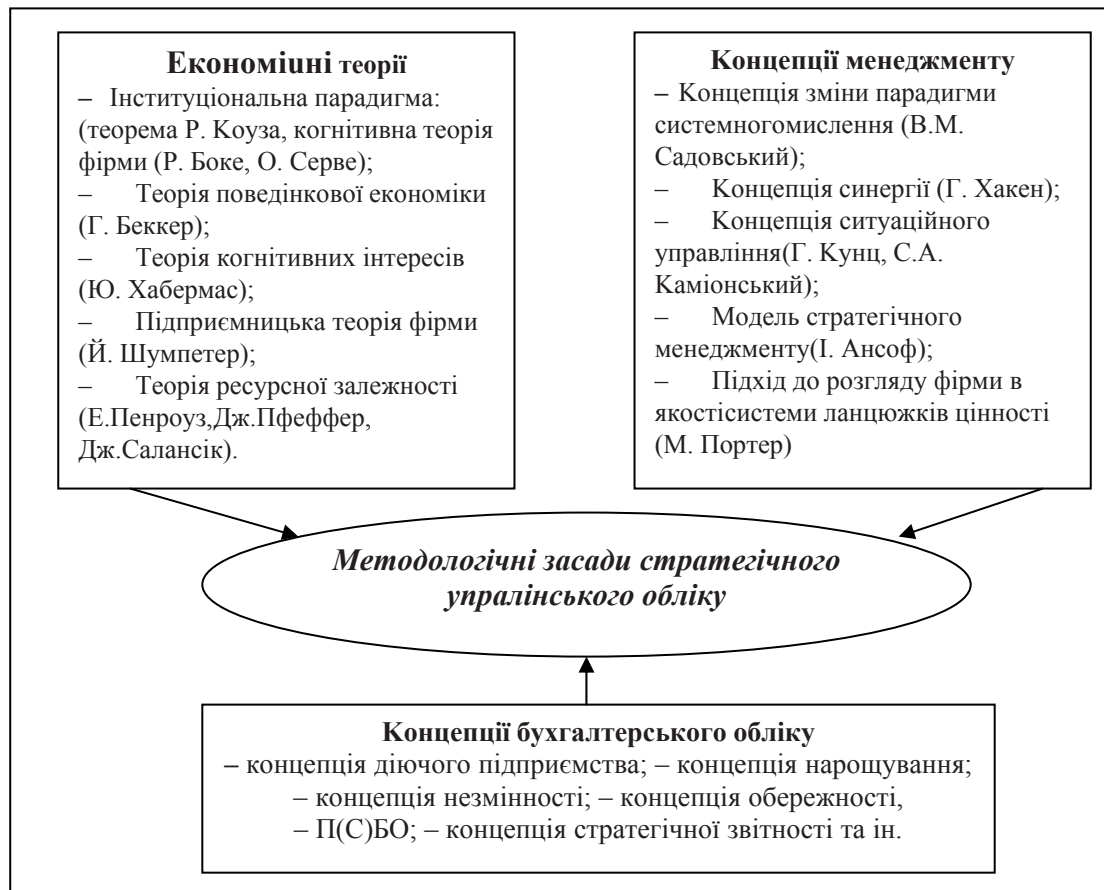 Економіuні теорії
– Інституціональна парадигма:
(теорема Р. Коуза, когнітивна теорія
фірми (Р. Боке, О. Серве);
– Теорія поведінкової економіки
(Г. Беккер);
– Теорія когнітивних інтересів
(Ю. Хабермас);
– Підприємницька теорія фірми
(Й. Шумпетер);
– Теорія ресурсної залежності
(Е.Пенроуз,Дж.Пфеффер,
Дж.Салансік).
Концепції менеджменту
– Концепція зміни парадигми
системногомислення (В.М.
Садовський);
– Концепція синергії (Г. Хакен);
– Концепція ситуаційного
управління(Г. Кунц, С.А.
Каміонський);
– Модель стратегічного
менеджменту(І. Ансоф);
– Підхід до розгляду фірми в
якостісистеми ланцюжків цінності
(М. Портер)
Методологічні засади стратегічного
упралінського обліку
Концепції бухгалтерського обліку
– концепція діючого підприємства; – концепція нарощування;
– концепція незмінності; – концепція обережності,
– П(С)БО; – концепція стратегічної звітності та ін.